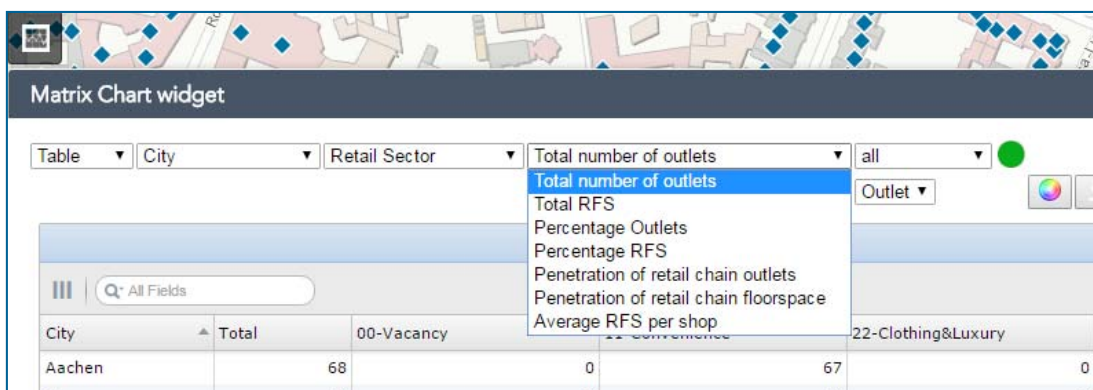 Matrix Chart widget
Table City Retail Sector Total number of outlets all
Total number of outlets
Total RFS
Percentage Outlets
Percentage RFS
Penetration of retail chain outlets
Penetration of retail chain floorspace
Average RFS per shop
Outlet
All Fields
City Total 00-Vacancy 11-Convenience 22-Clothing&Luxury
Aachen 68 0 67 0